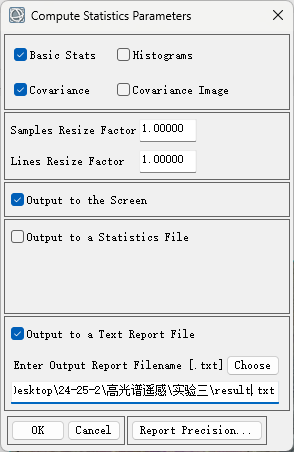 Compute Statistics Parameters
Basic Stats Histograms
Covariance Covariance Image
Samples Resize Factor 1.00000
Lines Resize Factor 1.00000
Output to the Screen
Output to a Statistics File
Output to a Text Report File
Enter Output Report Filename [.txt] Choose
esktop\24-25-2\高光谱遥感\实验三\result.txt
OK Cancel Report Precision...